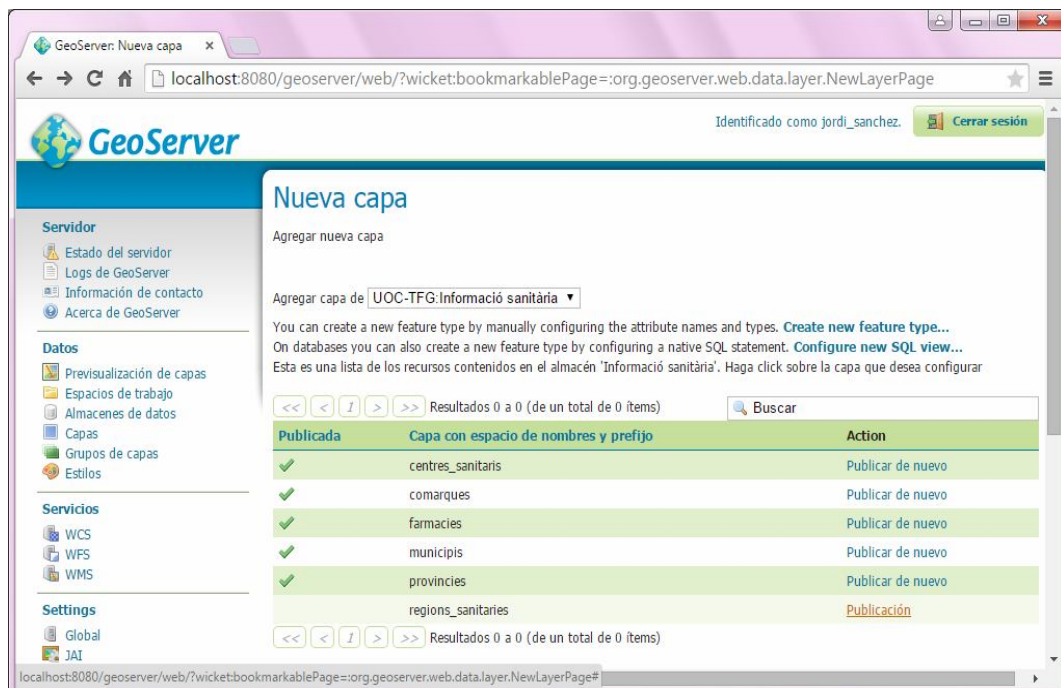 GeoServer: Nueva capa
localhost:8080/geoserver/web/?wicket:bookmarkablePage=:org.geoserver.web.data.layer.NewLayerPage
GeoServer
Identificado como jordi_sanchez.
Cerrar sesión
Servidor
Estado del servidor
Logs de GeoServer
Información de contacto
Acerca de GeoServer
Datos
Previsualización de capas
Espacios de trabajo
Almacenes de datos
Capas
Grupos de capas
Estilos
Servicios
WCS
WFS
WMS
Settings
Global
JAI
Nueva capa
Agregar nueva capa
Agregar capa de UOC-TFG:Informació sanitària
You can create a new feature type by manually configuring the attribute names and types. Create new feature type...
On databases you can also create a new feature type by configuring a native SQL statement. Configure new SQL view...
Esta es una lista de los recursos contenidos en el almacén 'Informació sanitària'. Haga click sobre la capa que desea configurar
<< < 1 > >> Resultados 0 a 0 (de un total de 0 ítems) Buscar
Publicada Capa con espacio de nombres y prefijo Action
centres_sanitaris Publicar de nuevo
comarques Publicar de nuevo
farmacies Publicar de nuevo
municipis Publicar de nuevo
provincies Publicar de nuevo
regions_sanitaries Publicación
<< < 1 > >> Resultados 0 a 0 (de un total de 0 ítems)
localhost:8080/geoserver/web/?wicket:bookmarkablePage=:org.geoserver.web.data.layer.NewLayerPage#